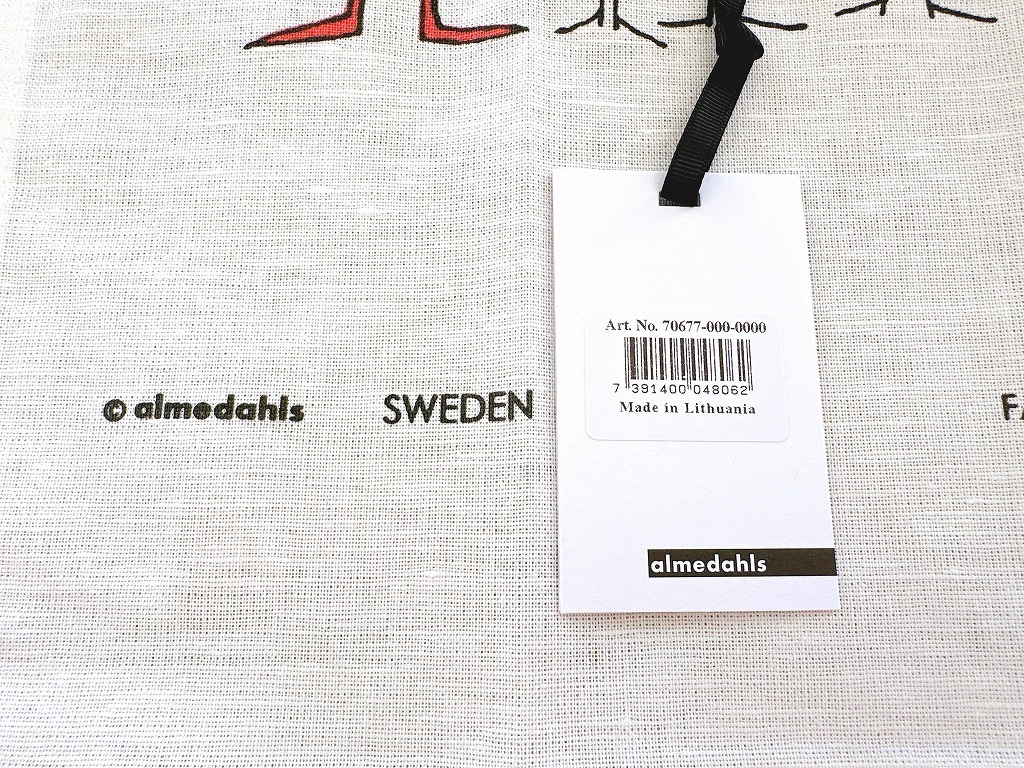 © almedahls SWEDEN
Art. No. 70677-000-0000
7 391400 048062
Made in Lithuania
almedahls